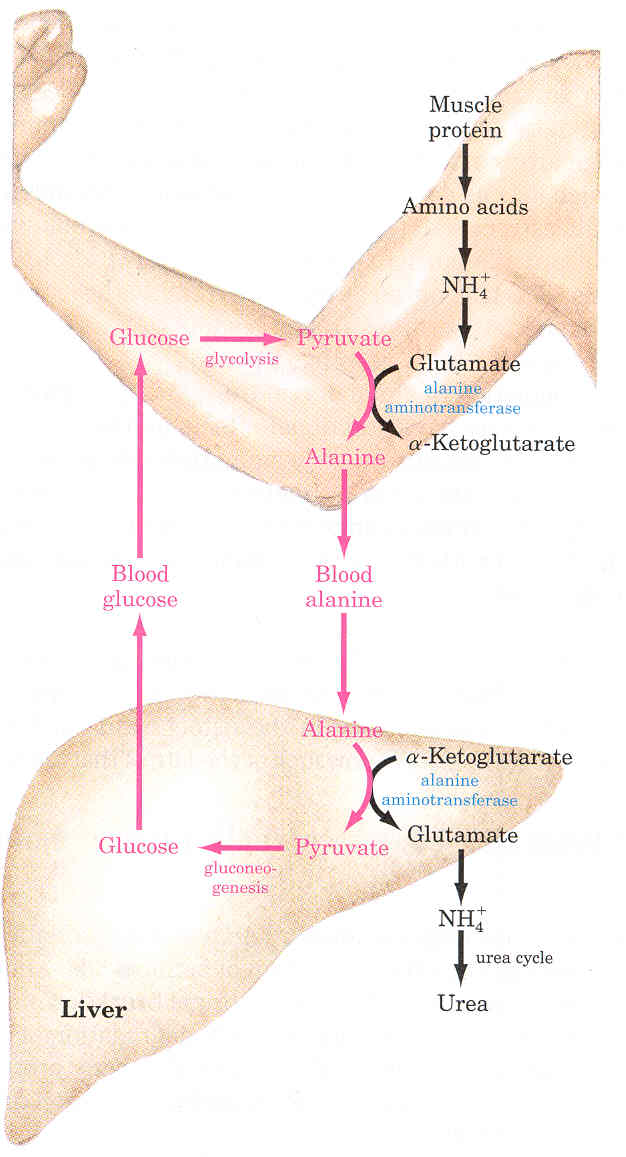 Muscle
protein
Amino acids
NH₄⁺
Glucose
glycolysis
Pyruvate
Glutamate
alanine
aminotransferase
α-Ketoglutarate
Alanine
Blood
glucose
Blood
alanine
Alanine
α-Ketoglutarate
alanine
aminotransferase
Glutamate
Pyruvate
gluconeo-
genesis
Glucose
NH₄⁺
urea cycle
Urea
Liver